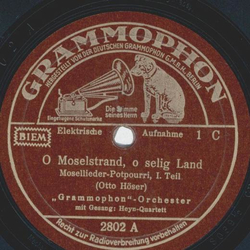 GRAMMOPHON
HERGESTELLT VON DER DEUTSCHEN GRAMMOPHON G.M.B.H. BERLIN
Eingetragene Schutzmarke
Die Stimme
seines Herrn
BIEM
Elektrische Aufnahme 1 C
O Moselstrand, o selig Land
Mosellieder-Potpourri, I. Teil
(Otto Höser)
„Grammophon"-Orchester
mit Gesang: Heyn-Quartett
2802 A
Recht zur Radioverbreitung vorbehalten